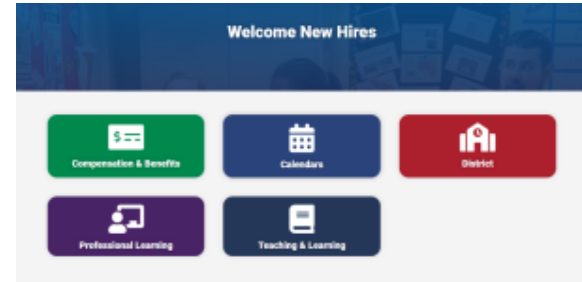 Welcome New Hires
Compensation & Benefits
Calendars
District
Professional Learning
Teaching & Learning